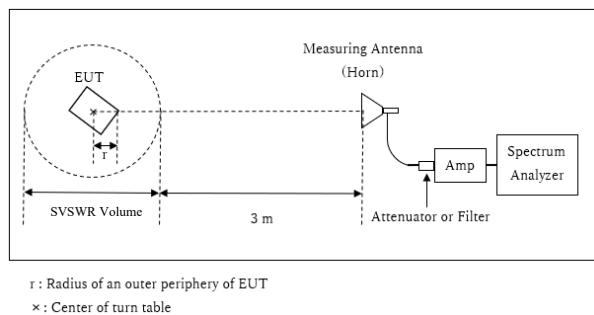 Measuring Antenna
(Horn)
EUT
r
Spectrum
Analyzer
Amp
SVSWR Volume
3 m
Attenuator or Filter
r : Radius of an outer periphery of EUT
× : Center of turn table